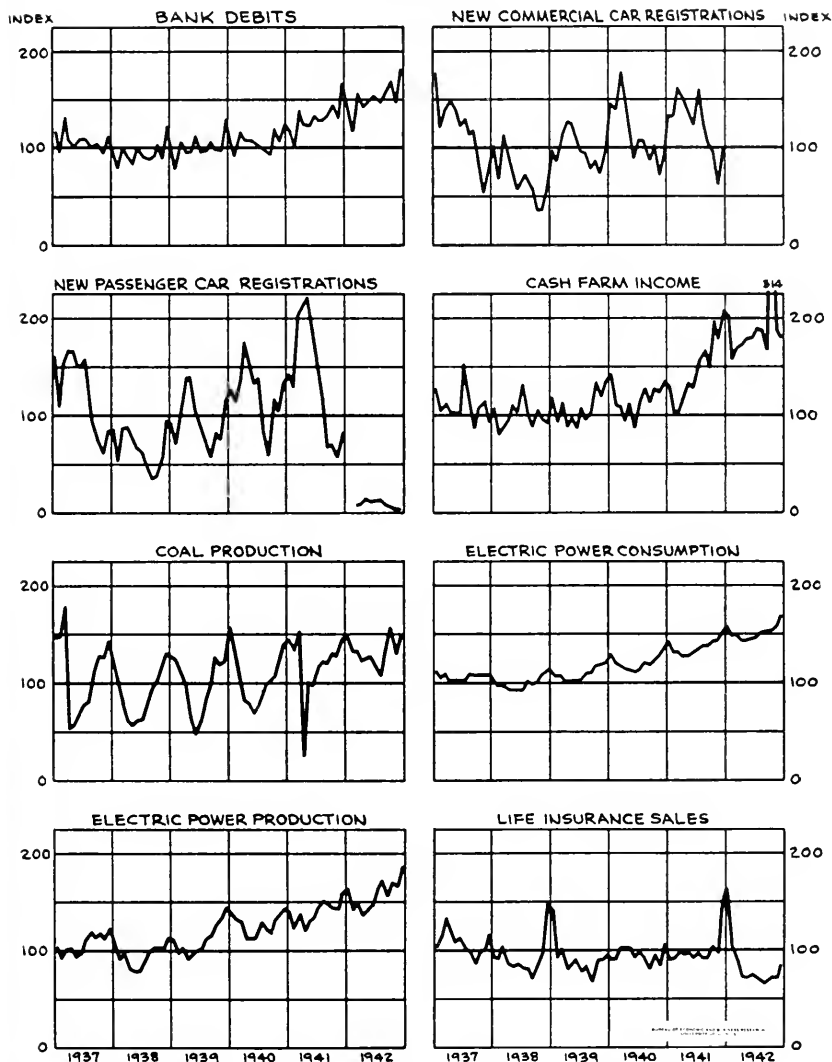 INDEX BANK DEBITS NEW COMMERCIAL CAR REGISTRATIONS INDEX
200 200
100 100
0 0
NEW PASSENGER CAR REGISTRATIONS CASH FARM INCOME 314
200 200
100 100
0 0
COAL PRODUCTION ELECTRIC POWER CONSUMPTION
200 200
100 100
0 0
ELECTRIC POWER PRODUCTION LIFE INSURANCE SALES
200 200
100 100
0 0
1937 1938 1939 1940 1941 1942 1937 1938 1939 1940 1941 1942